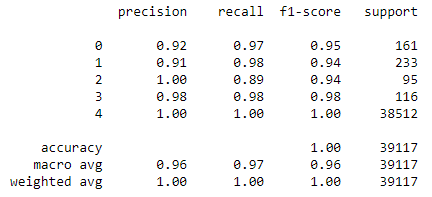 precision recall f1-score support
0 0.92 0.97 0.95 161
1 0.91 0.98 0.94 233
2 1.00 0.89 0.94 95
3 0.98 0.98 0.98 116
4 1.00 1.00 1.00 38512
accuracy 1.00 39117
macro avg 0.96 0.97 0.96 39117
weighted avg 1.00 1.00 1.00 39117